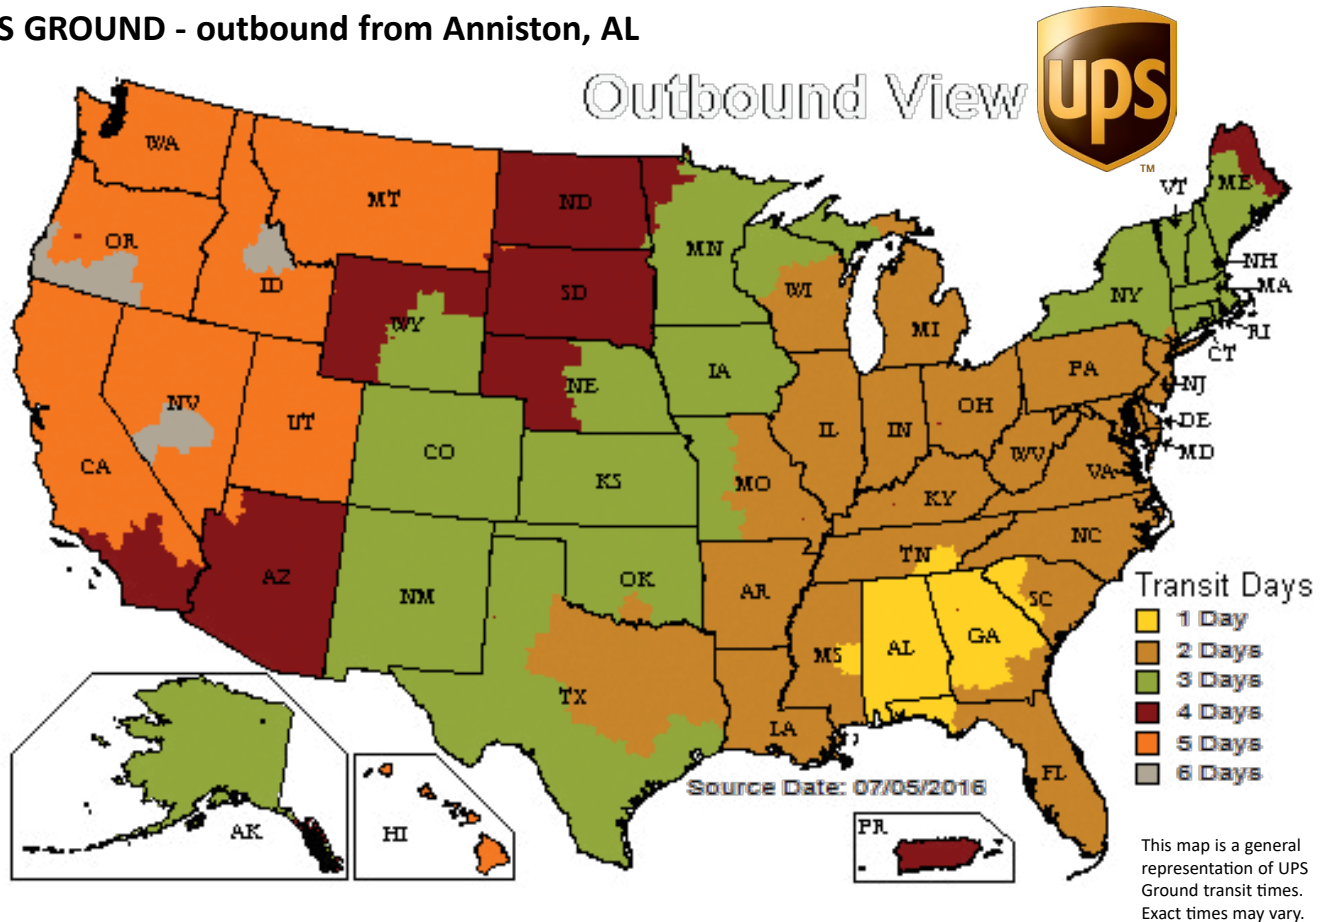 S GROUND - outbound from Anniston, AL
Outbound View
ups
TM
WA
MT
ND
MN
VT
ME
OR
ID
SD
WI
MI
NY
NH
MA
RI
CT
WY
NE
IA
PA
NJ
NV
UT
CO
IL
IN
OH
DE
MD
CA
KS
MO
WV
VA
KY
AZ
NM
OK
AR
TN
NC
SC
MS
AL
GA
TX
LA
FL
AK
HI
PR
Transit Days
1 Day
2 Days
3 Days
4 Days
5 Days
6 Days
Source Date: 07/05/2016
This map is a general
representation of UPS
Ground transit times.
Exact times may vary.